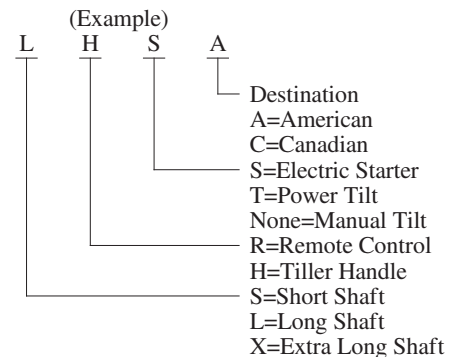 (Example)
L H S A
Destination
A=American
C=Canadian
S=Electric Starter
T=Power Tilt
None=Manual Tilt
R=Remote Control
H=Tiller Handle
S=Short Shaft
L=Long Shaft
X=Extra Long Shaft